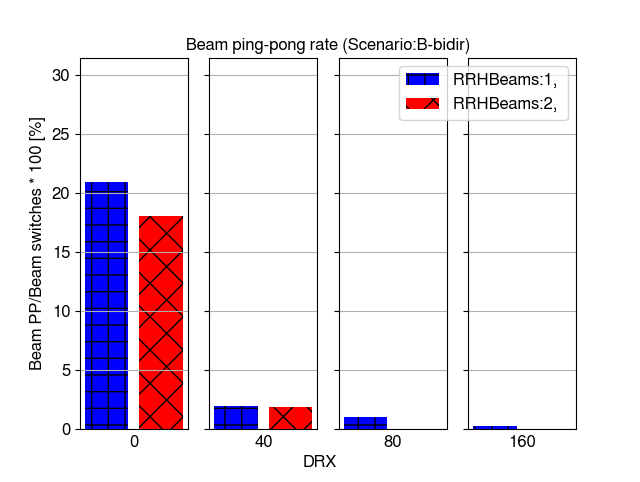 Beam ping-pong rate (Scenario:B-bidir)
RRHBeams:1,
RRHBeams:2,
Beam PP/Beam switches * 100 [%]
30
25
20
15
10
5
0
0 40 80 160
DRX